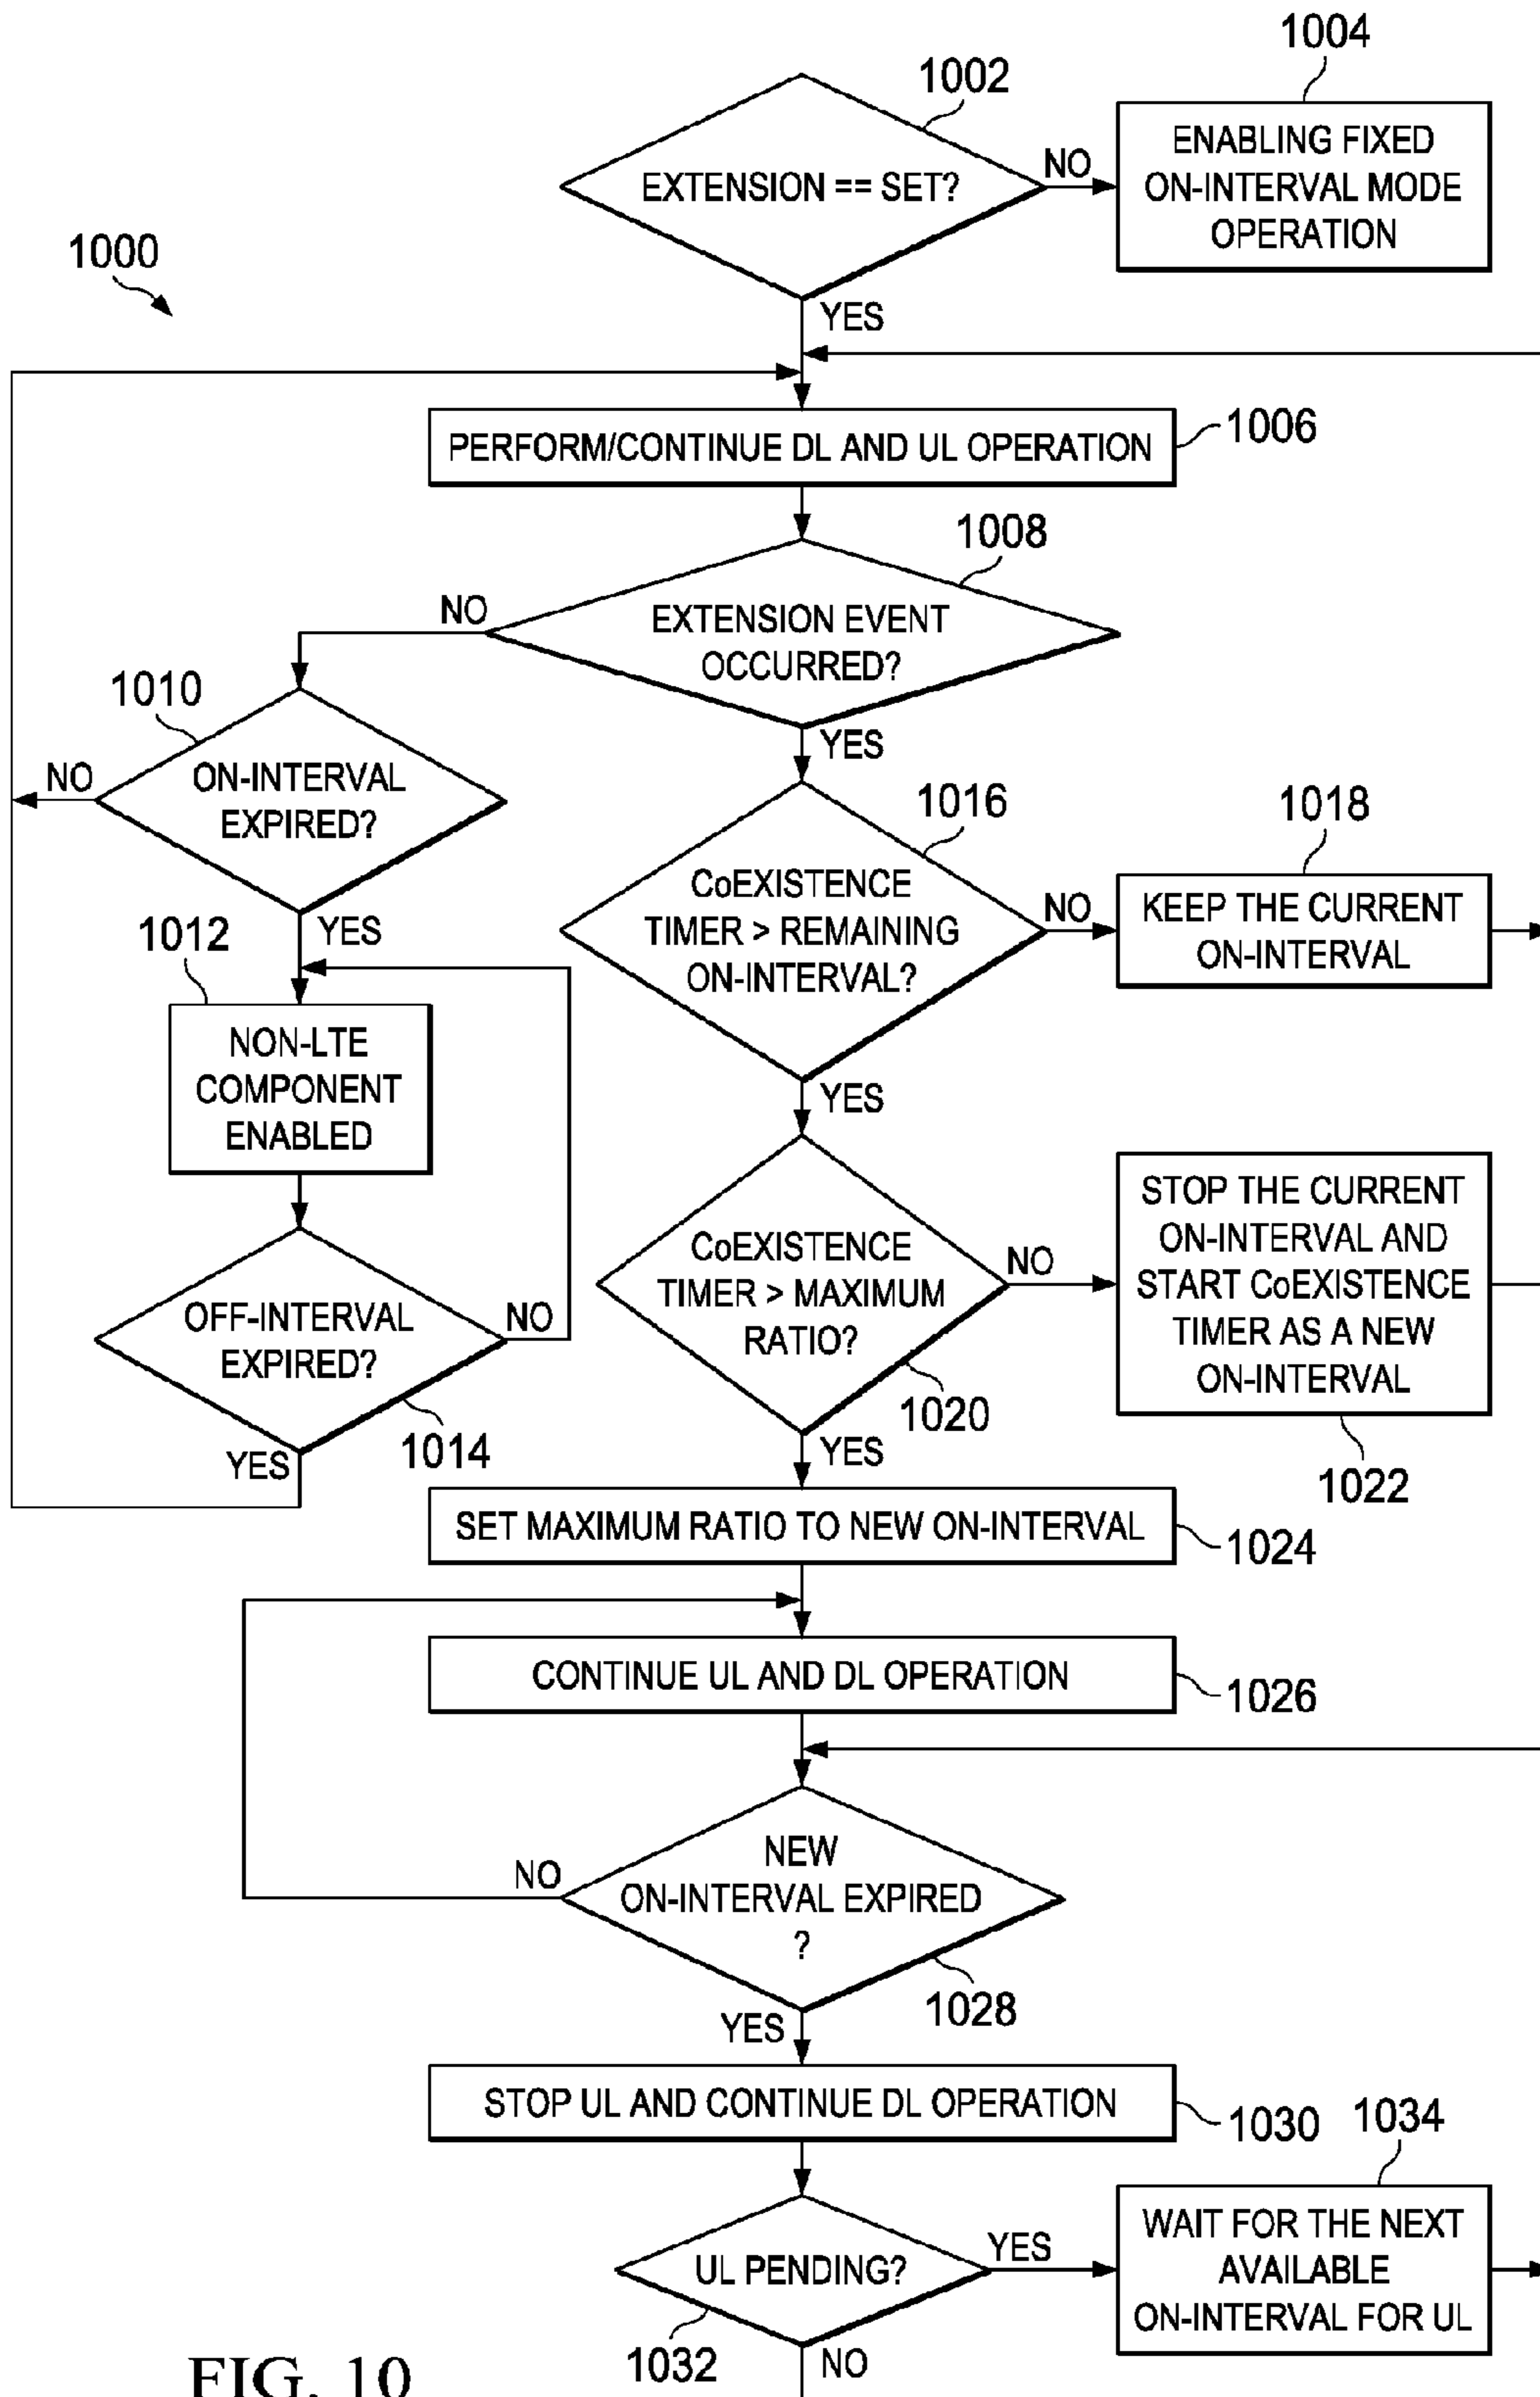 1004
1002
EXTENSION == SET?
NO
ENABLING FIXED
ON-INTERVAL MODE
OPERATION
1000
YES
PERFORM/CONTINUE DL AND UL OPERATION
1006
1008
EXTENSION EVENT
OCCURRED?
NO
YES
1010
ON-INTERVAL
EXPIRED?
NO
YES
1016
CoEXISTENCE
TIMER > REMAINING
ON-INTERVAL?
NO
1018
KEEP THE CURRENT
ON-INTERVAL
1012
NON-LTE
COMPONENT
ENABLED
YES
OFF-INTERVAL
EXPIRED?
NO
1014
YES
CoEXISTENCE
TIMER > MAXIMUM
RATIO?
NO
1020
YES
STOP THE CURRENT
ON-INTERVAL AND
START CoEXISTENCE
TIMER AS A NEW
ON-INTERVAL
1022
SET MAXIMUM RATIO TO NEW ON-INTERVAL
1024
CONTINUE UL AND DL OPERATION
1026
NEW
ON-INTERVAL EXPIRED
?
NO
1028
YES
STOP UL AND CONTINUE DL OPERATION
1030
1034
UL PENDING?
YES
WAIT FOR THE NEXT
AVAILABLE
ON-INTERVAL FOR UL
1032
NO
FIG. 10